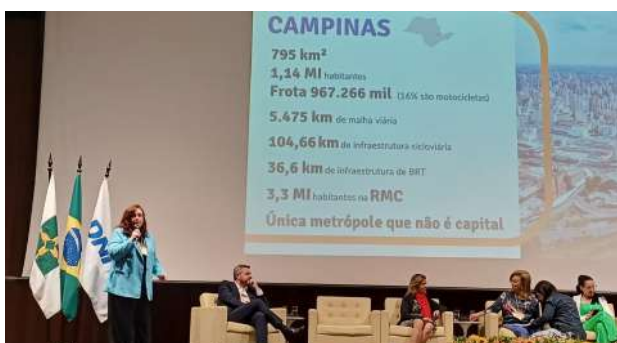 CAMPINAS
795 km²
1,14 MI habitantes
Frota 967.266 mil (16% são motocicletas)
5.475 km de malha viária
104,66 km de infraestrutura cicloviária
36,6 km de infraestrutura de BRT
3,3 MI habitantes na RMC
Única metrópole que não é capital
DNI